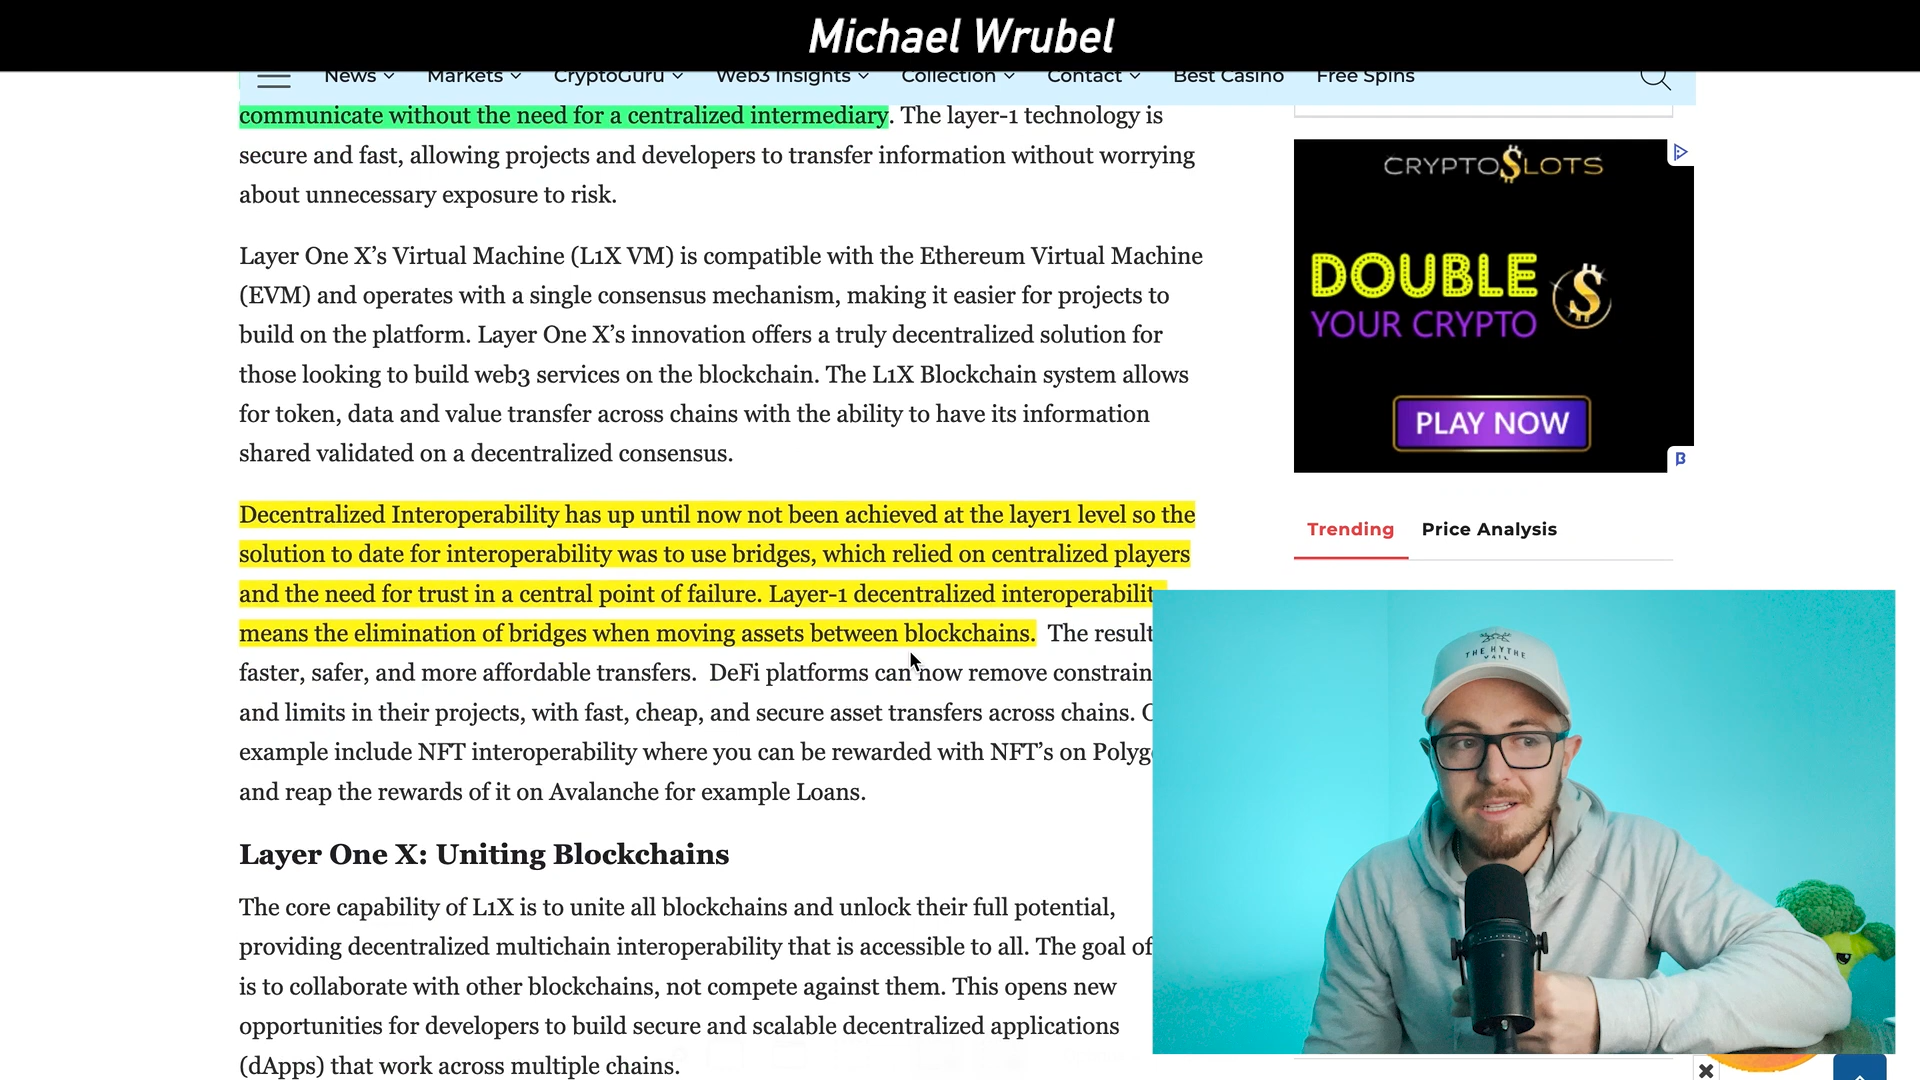 Michael Wrubel
News Markets CryptoGuru Web3 Insights Collection Contact Best Casino Free Spins
communicate without the need for a centralized intermediary. The layer-1 technology is
secure and fast, allowing projects and developers to transfer information without worrying
about unnecessary exposure to risk.
Layer One X’s Virtual Machine (L1X VM) is compatible with the Ethereum Virtual Machine
(EVM) and operates with a single consensus mechanism, making it easier for projects to
build on the platform. Layer One X’s innovation offers a truly decentralized solution for
those looking to build web3 services on the blockchain. The L1X Blockchain system allows
for token, data and value transfer across chains with the ability to have its information
shared validated on a decentralized consensus.
Decentralized Interoperability has up until now not been achieved at the layer1 level so the
solution to date for interoperability was to use bridges, which relied on centralized players
and the need for trust in a central point of failure. Layer-1 decentralized interoperabilit
means the elimination of bridges when moving assets between blockchains. The result
faster, safer, and more affordable transfers. DeFi platforms can now remove constrain
and limits in their projects, with fast, cheap, and secure asset transfers across chains.
example include NFT interoperability where you can be rewarded with NFT’s on Polyg
and reap the rewards of it on Avalanche for example Loans.
Layer One X: Uniting Blockchains
The core capability of L1X is to unite all blockchains and unlock their full potential,
providing decentralized multichain interoperability that is accessible to all. The goal of
is to collaborate with other blockchains, not compete against them. This opens new
opportunities for developers to build secure and scalable decentralized applications
(dApps) that work across multiple chains.
CRYPTO$LOTS
DOUBLE
YOUR CRYPTO
PLAY NOW
Trending Price Analysis
THE HYTHE